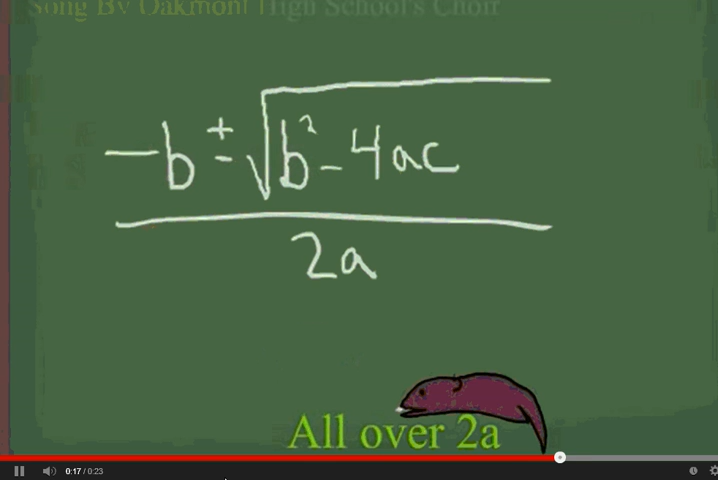 Song By Oakmont High School's Choir
−b ± √b² − 4ac
2a
All over 2a
0:17 / 0:23